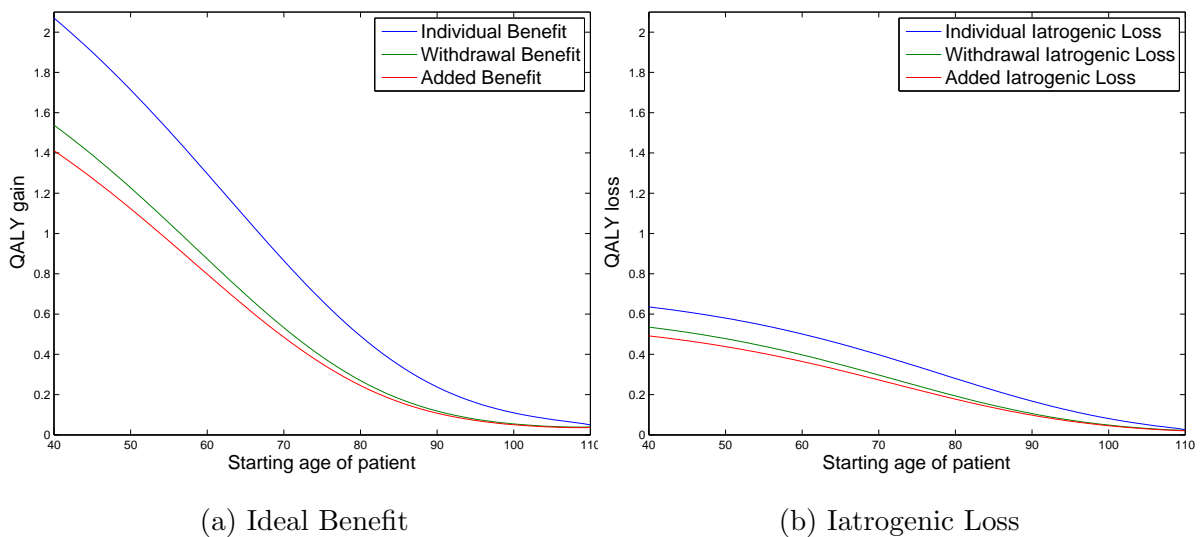 Individual Benefit
Withdrawal Benefit
Added Benefit
2
1.8
1.6
1.4
1.2
1
0.8
0.6
0.4
0.2
0
QALY gain
40 50 60 70 80 90 100 110
Starting age of patient
(a) Ideal Benefit
Individual Iatrogenic Loss
Withdrawal Iatrogenic Loss
Added Iatrogenic Loss
2
1.8
1.6
1.4
1.2
1
0.8
0.6
0.4
0.2
0
QALY loss
40 50 60 70 80 90 100 110
Starting age of patient
(b) Iatrogenic Loss